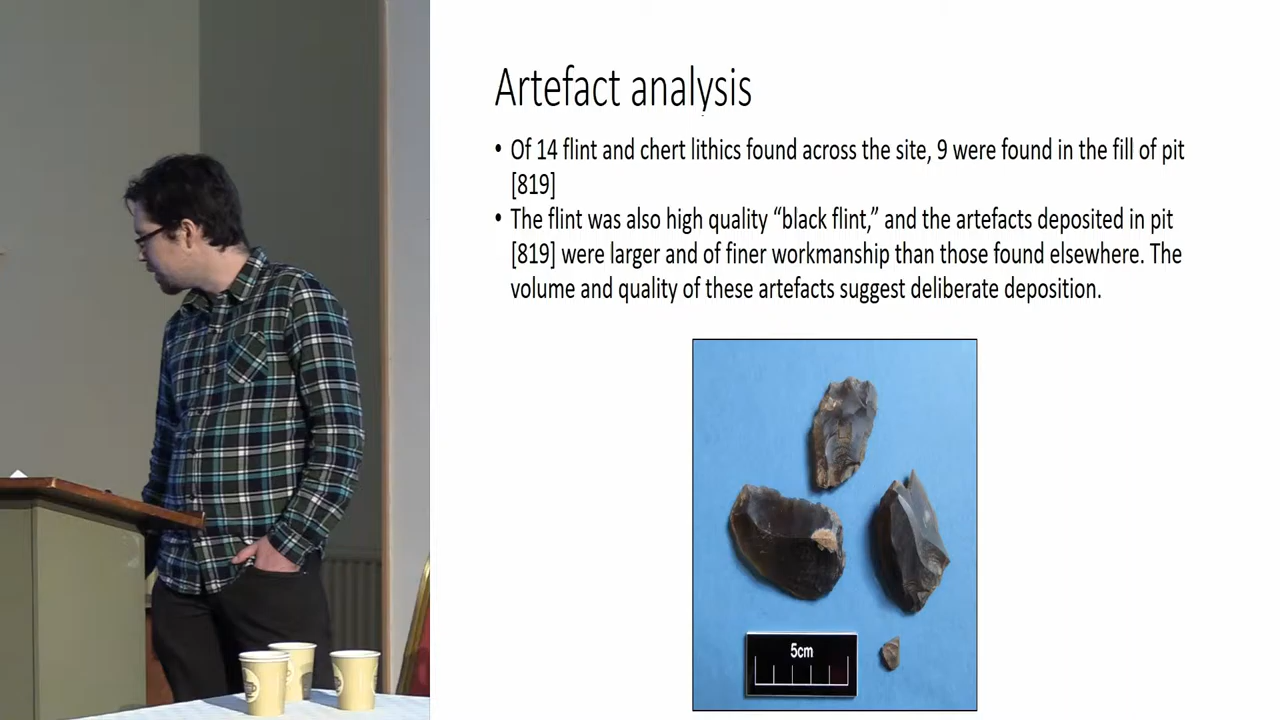 Artefact analysis
• Of 14 flint and chert lithics found across the site, 9 were found in the fill of pit
[819]
• The flint was also high quality “black flint,” and the artefacts deposited in pit
[819] were larger and of finer workmanship than those found elsewhere. The
volume and quality of these artefacts suggest deliberate deposition.
5cm